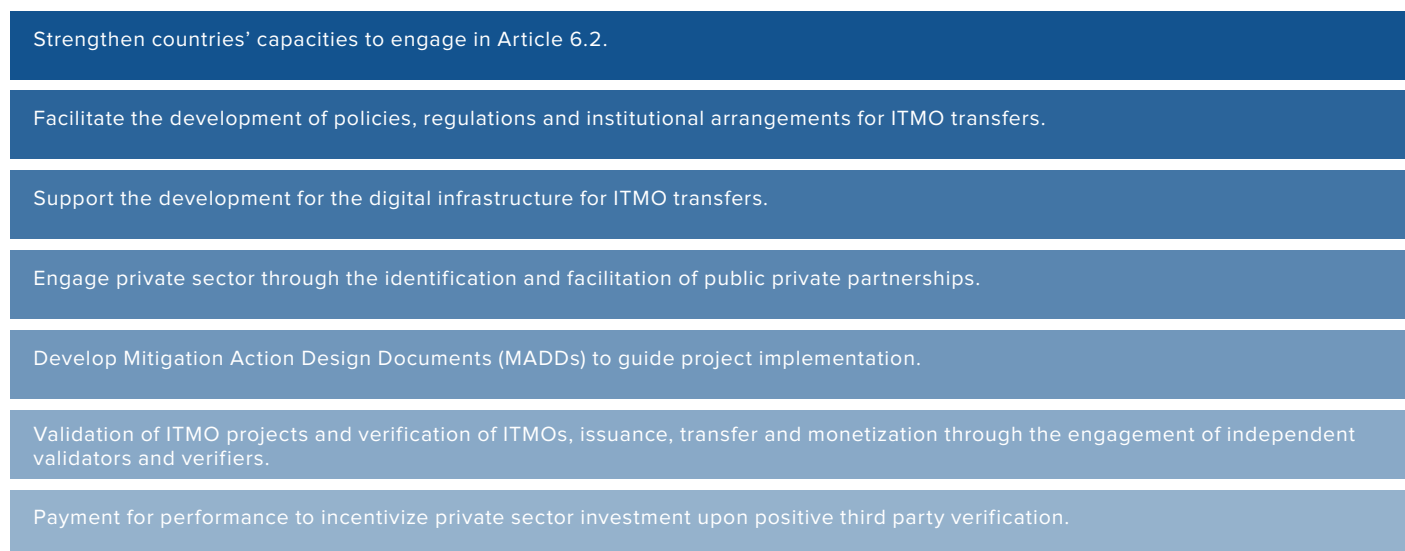 Strengthen countries’ capacities to engage in Article 6.2.
Facilitate the development of policies, regulations and institutional arrangements for ITMO transfers.
Support the development for the digital infrastructure for ITMO transfers.
Engage private sector through the identification and facilitation of public private partnerships.
Develop Mitigation Action Design Documents (MADDs) to guide project implementation.
Validation of ITMO projects and verification of ITMOs, issuance, transfer and monetization through the engagement of independent
validators and verifiers.
Payment for performance to incentivize private sector investment upon positive third party verification.